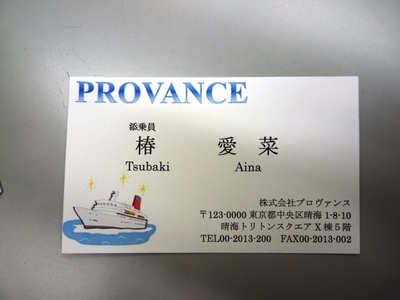 PROVANCE
添乗員
椿 愛菜
Tsubaki Aina
株式会社プロヴァンス
〒123-0000 東京都中央区晴海 1-8-10
晴海トリトンスクエア X 棟 5 階
TEL00-2013-200 FAX00-2013-002